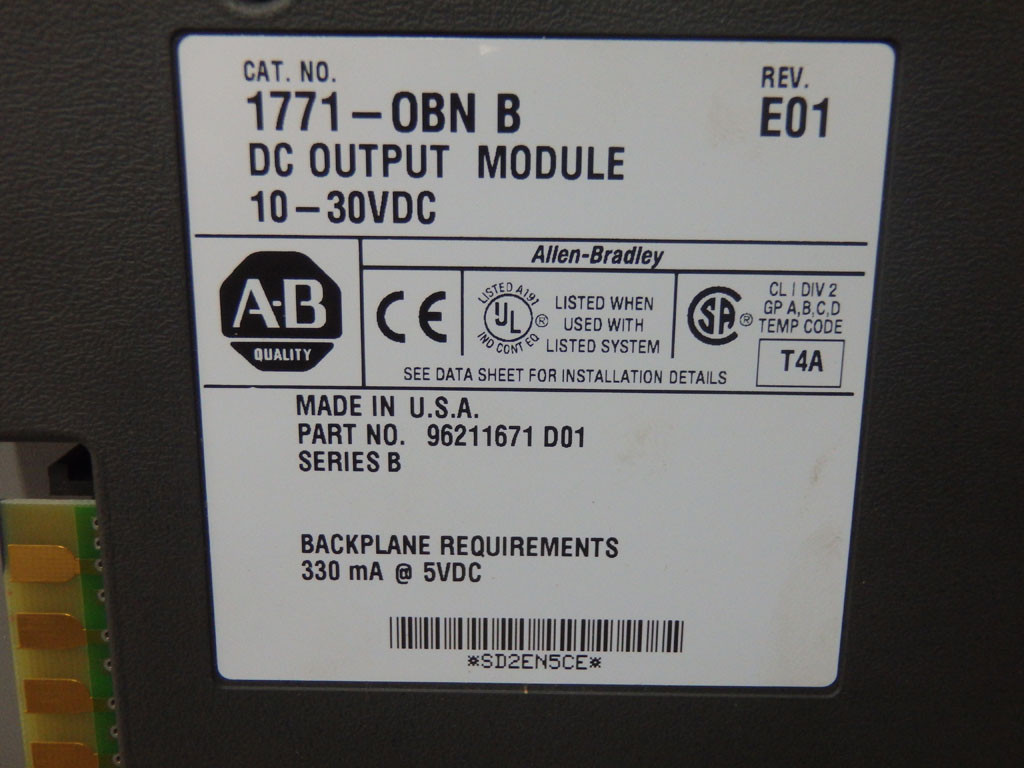 CAT. NO.
1771-OBN B
REV.
E01
DC OUTPUT MODULE
10-30VDC
Allen-Bradley
A-B
QUALITY
CE
LISTED A191
UL
®
IND CONT EQ
LISTED WHEN
USED WITH
LISTED SYSTEM
SA
®
CL I DIV 2
GP A,B,C,D
TEMP CODE
T4A
SEE DATA SHEET FOR INSTALLATION DETAILS
MADE IN U.S.A.
PART NO. 96211671 D01
SERIES B
BACKPLANE REQUIREMENTS
330 mA @ 5VDC
*SD2EN5CE*